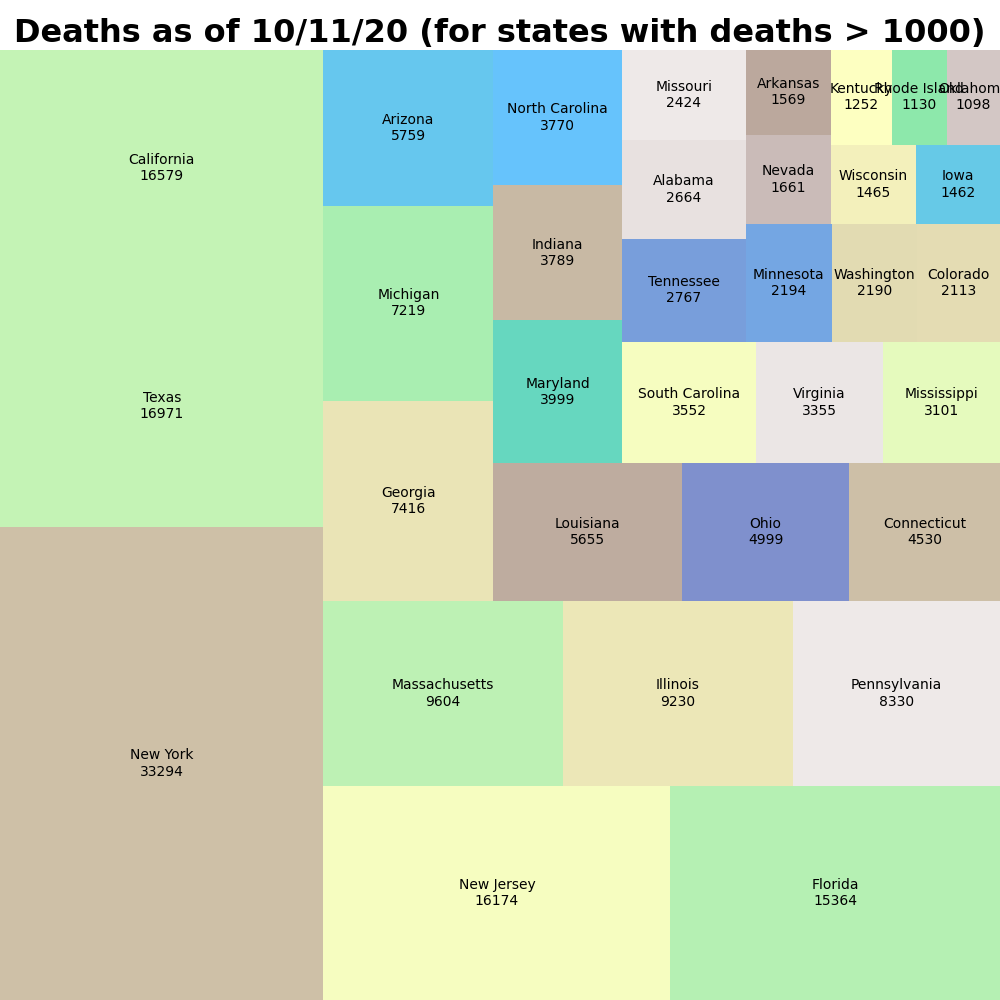 Deaths as of 10/11/20 (for states with deaths > 1000)
California
16579
Texas
16971
New York
33294
Arizona
5759
Michigan
7219
Georgia
7416
North Carolina
3770
Indiana
3789
Maryland
3999
Missouri
2424
Alabama
2664
Tennessee
2767
Arkansas
1569
Nevada
1661
Minnesota
2194
Kentucky
1252
Rhode Island
1130
Oklahom
1098
Wisconsin
1465
Iowa
1462
Washington
2190
Colorado
2113
South Carolina
3552
Virginia
3355
Mississippi
3101
Louisiana
5655
Ohio
4999
Connecticut
4530
Massachusetts
9604
Illinois
9230
Pennsylvania
8330
New Jersey
16174
Florida
15364